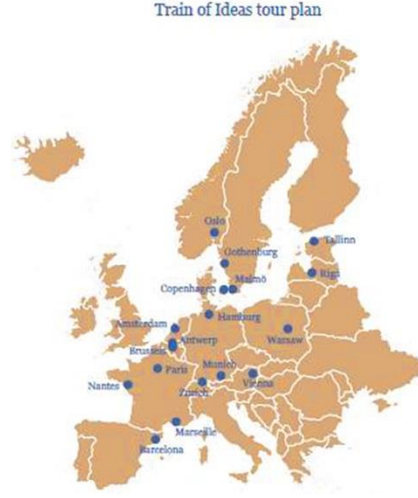 Train of Ideas tour plan
Oslo
Tallinn
Gothenburg
Riga
Malmö
Copenhagen
Hamburg
Amsterdam
Antwerp
Warsaw
Brussels
Paris
Munich
Nantes
Vienna
Zurich
Marseille
Barcelona